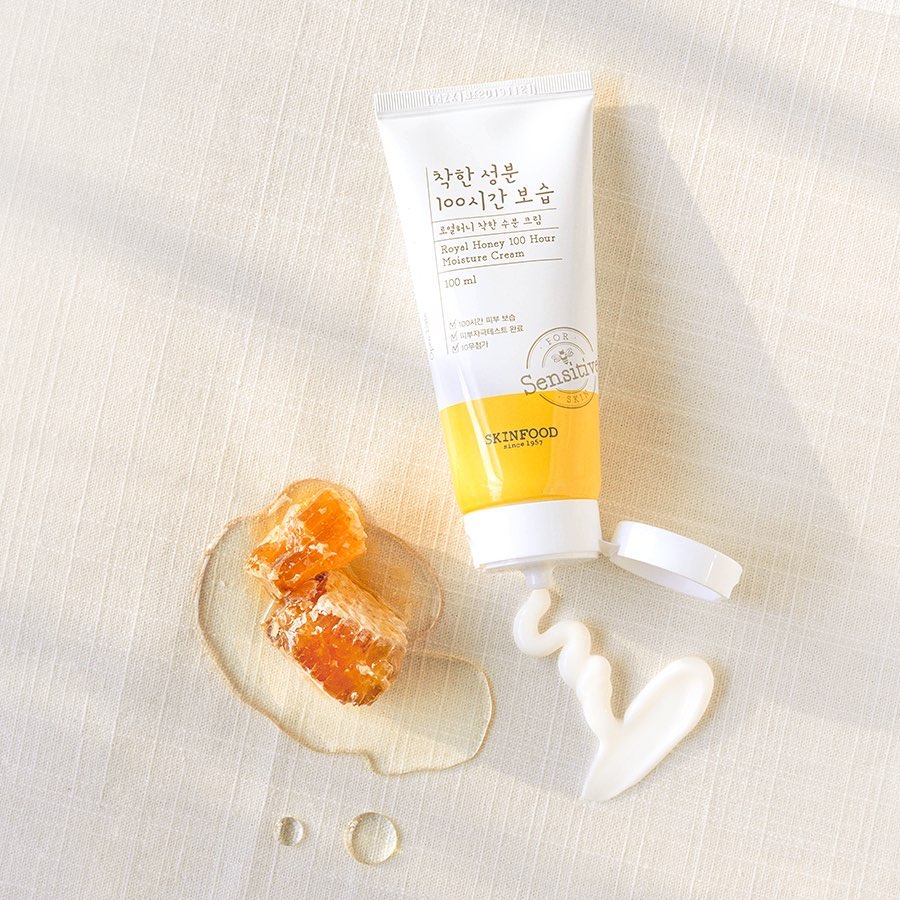 착한 성분
100시간 보습
로열허니 착한 수분 크림
Royal Honey 100 Hour
Moisture Cream
100 ml
100시간 피부 보습
피부자극테스트 완료
10무첨가
FOR
Sensitive
SKIN
SKINFOOD
since 1957